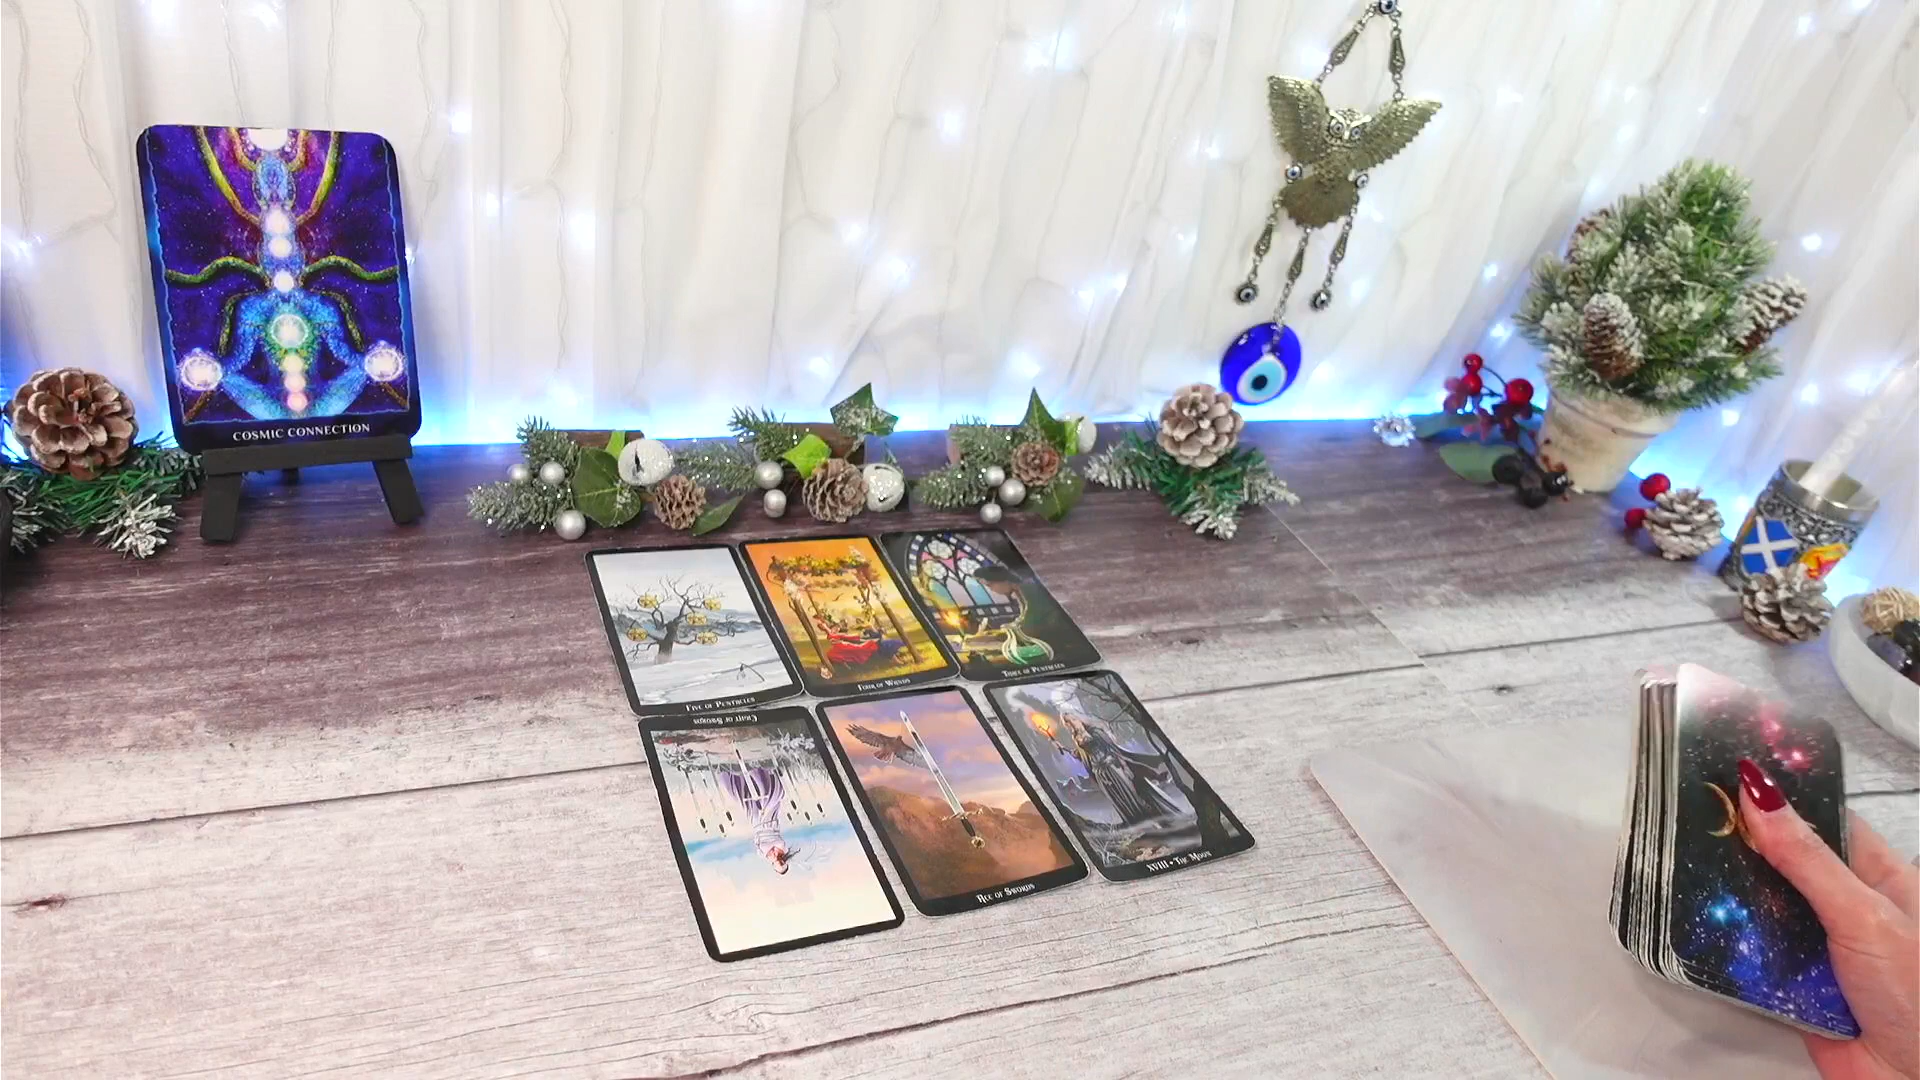 COSMIC CONNECTION
FIVE OF PENTACLES
FOUR OF WANDS
THREE OF PENTACLES
EIGHT OF SWORDS
ACE OF SWORDS
XVIII • THE MOON